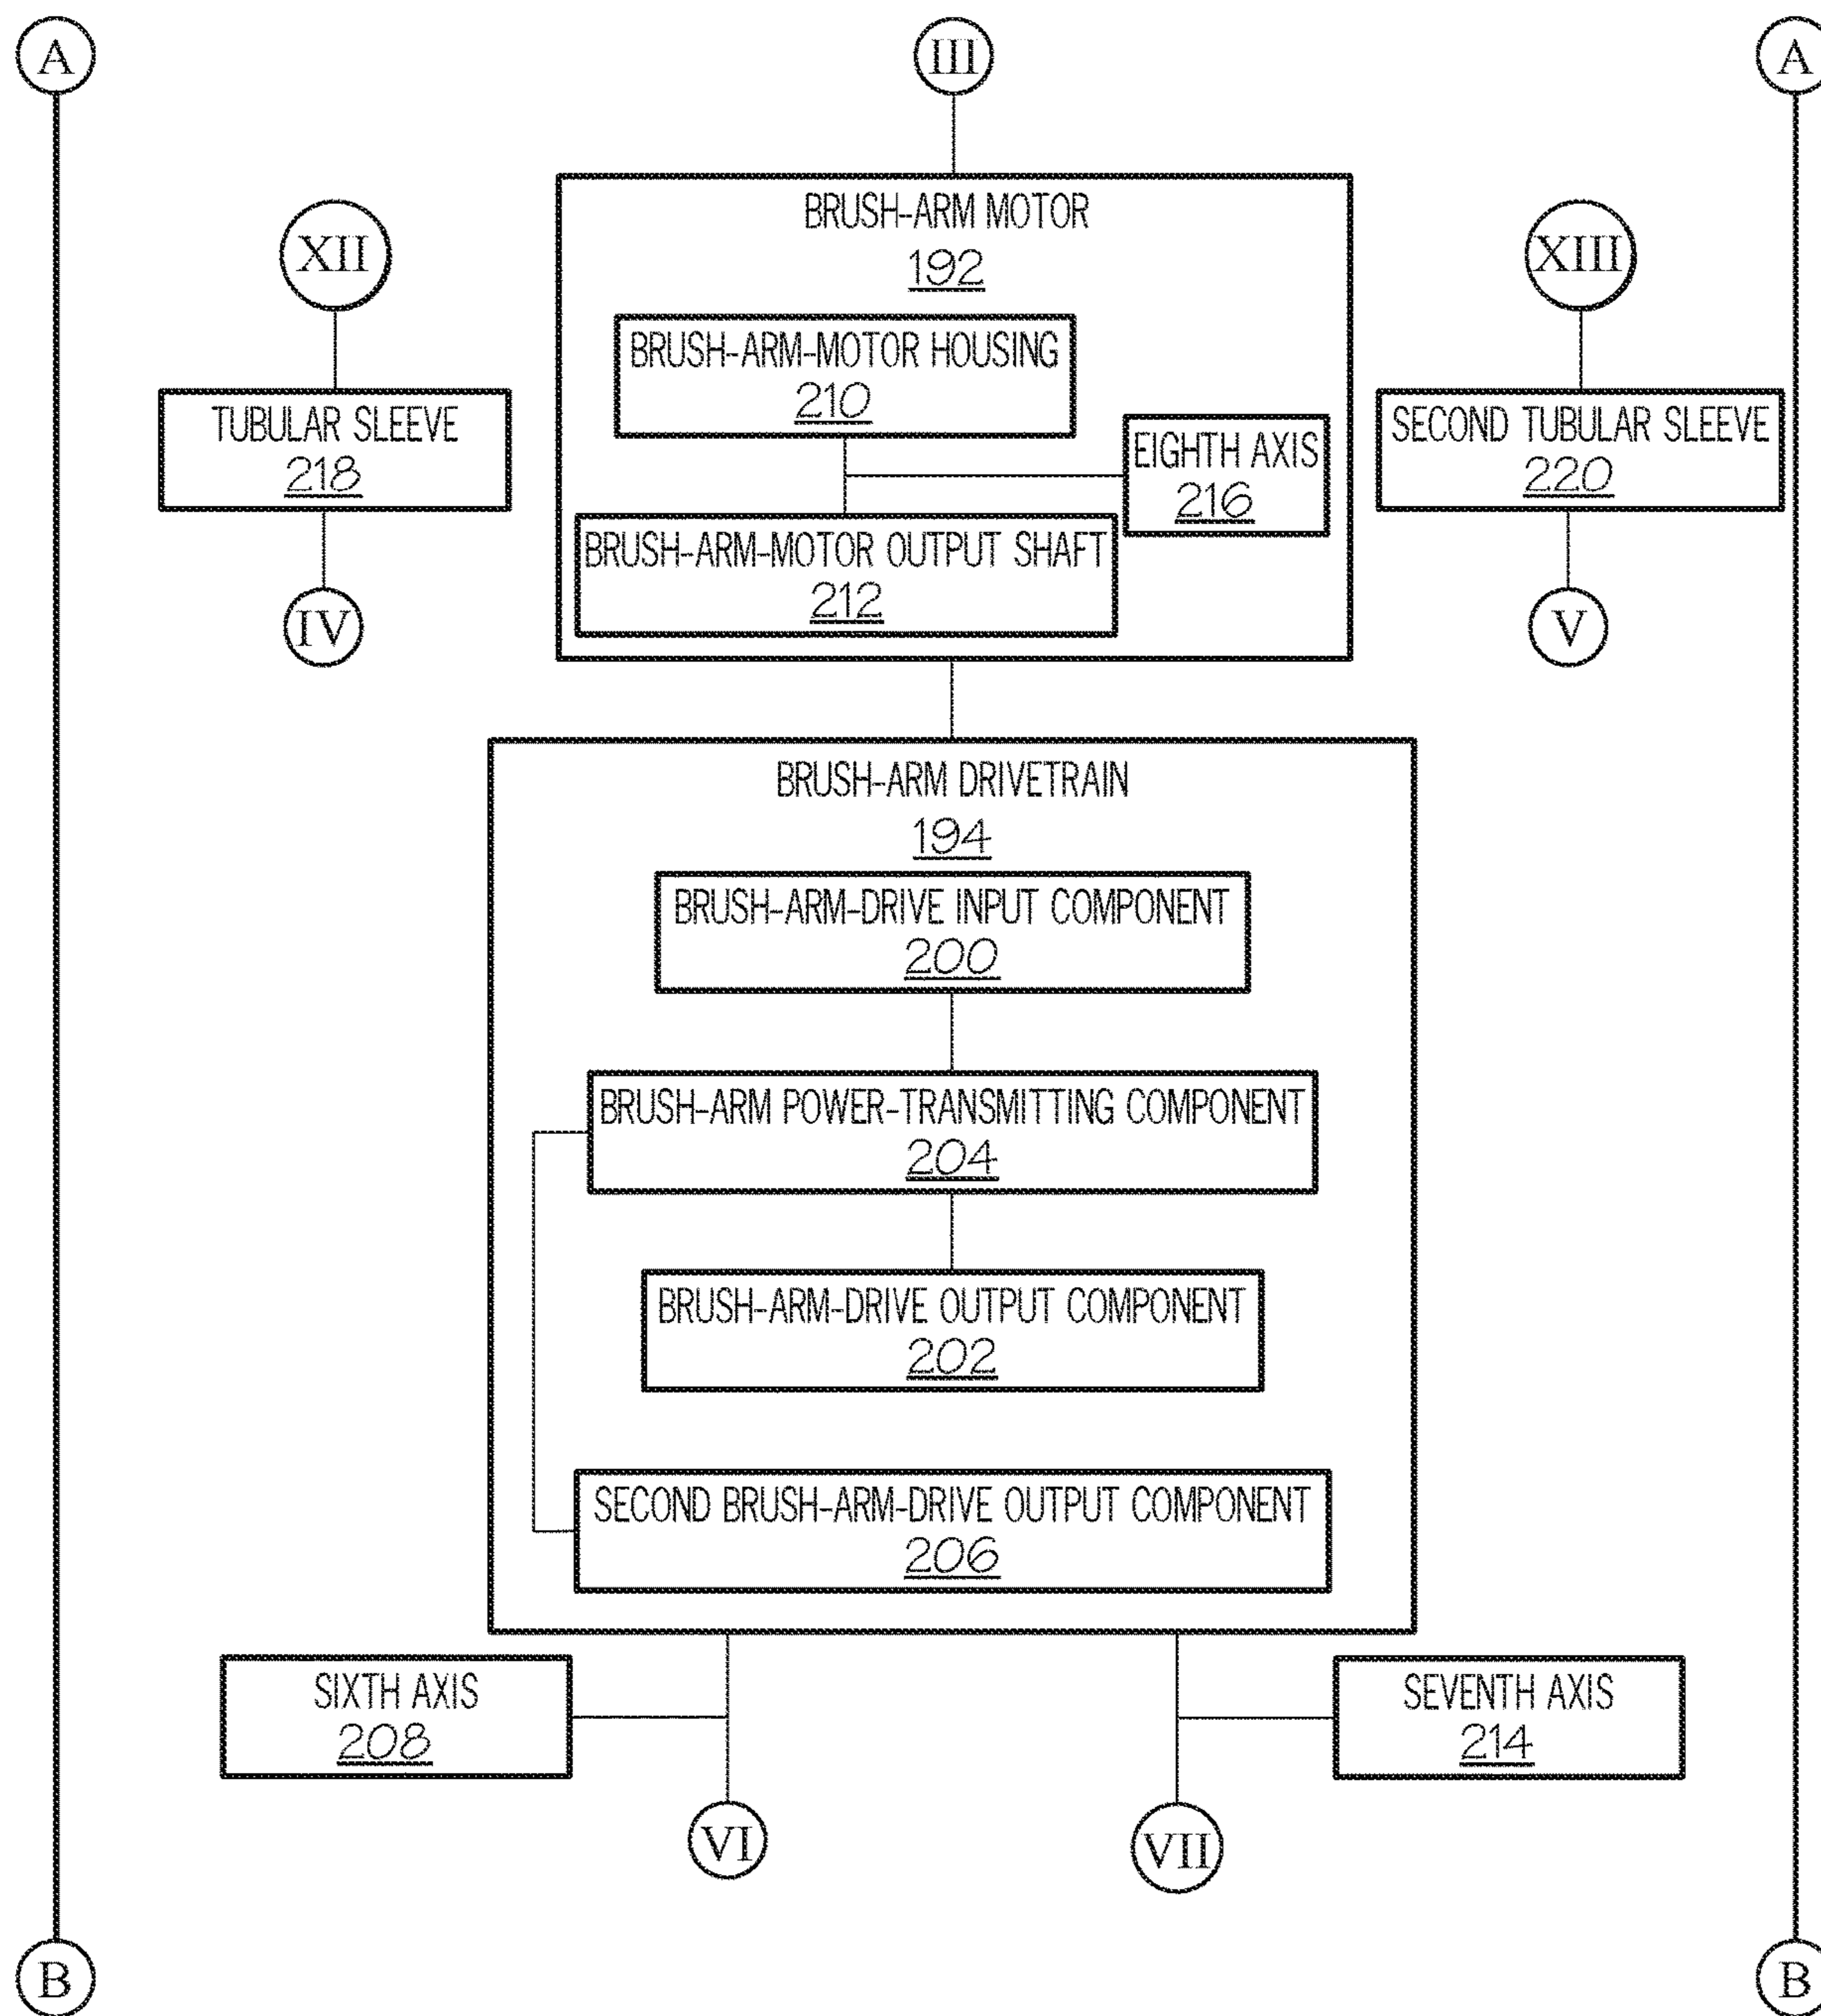 A
III
A
BRUSH-ARM MOTOR
192
XII
XIII
BRUSH-ARM-MOTOR HOUSING
210
TUBULAR SLEEVE
218
EIGHTH AXIS
216
SECOND TUBULAR SLEEVE
220
BRUSH-ARM-MOTOR OUTPUT SHAFT
212
IV
V
BRUSH-ARM DRIVETRAIN
194
BRUSH-ARM-DRIVE INPUT COMPONENT
200
BRUSH-ARM POWER-TRANSMITTING COMPONENT
204
BRUSH-ARM-DRIVE OUTPUT COMPONENT
202
SECOND BRUSH-ARM-DRIVE OUTPUT COMPONENT
206
SIXTH AXIS
208
SEVENTH AXIS
214
VI
VII
B
B